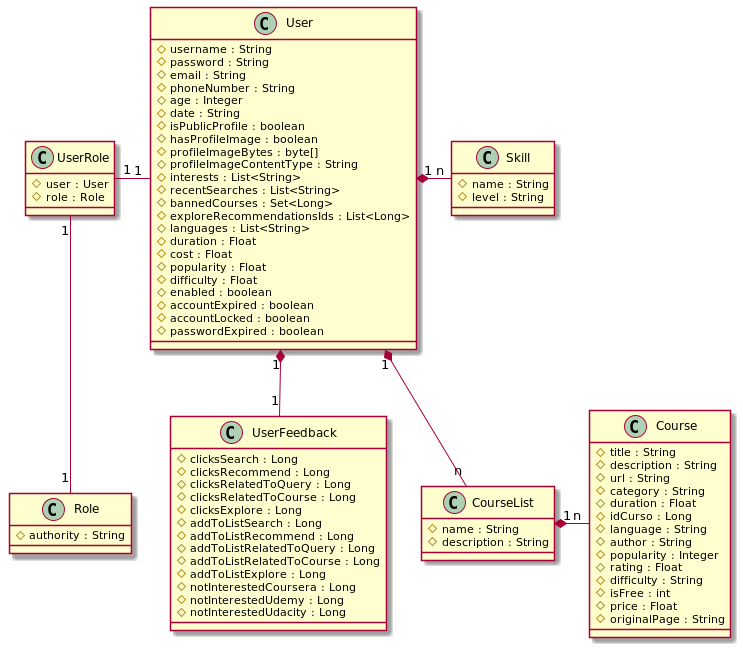 C User
username : String
password : String
email : String
phoneNumber : String
age : Integer
date : String
isPublicProfile : boolean
hasProfileImage : boolean
profileImageBytes : byte[]
profileImageContentType : String
interests : List<String>
recentSearches : List<String>
bannedCourses : Set<Long>
exploreRecommendationsIds : List<Long>
languages : List<String>
duration : Float
cost : Float
popularity : Float
difficulty : Float
enabled : boolean
accountExpired : boolean
accountLocked : boolean
passwordExpired : boolean
C UserRole
user : User
role : Role
1 1
1 n
C Skill
name : String
level : String
1
1
1
1
1
n
C Role
authority : String
C UserFeedback
clicksSearch : Long
clicksRecommend : Long
clicksRelatedToQuery : Long
clicksRelatedToCourse : Long
clicksExplore : Long
addToListSearch : Long
addToListRecommend : Long
addToListRelatedToQuery : Long
addToListRelatedToCourse : Long
addToListExplore : Long
notInterestedCoursera : Long
notInterestedUdemy : Long
notInterestedUdacity : Long
C CourseList
name : String
description : String
1 n
C Course
title : String
description : String
url : String
category : String
duration : Float
idCurso : Long
language : String
author : String
popularity : Integer
rating : Float
difficulty : String
isFree : int
price : Float
originalPage : String